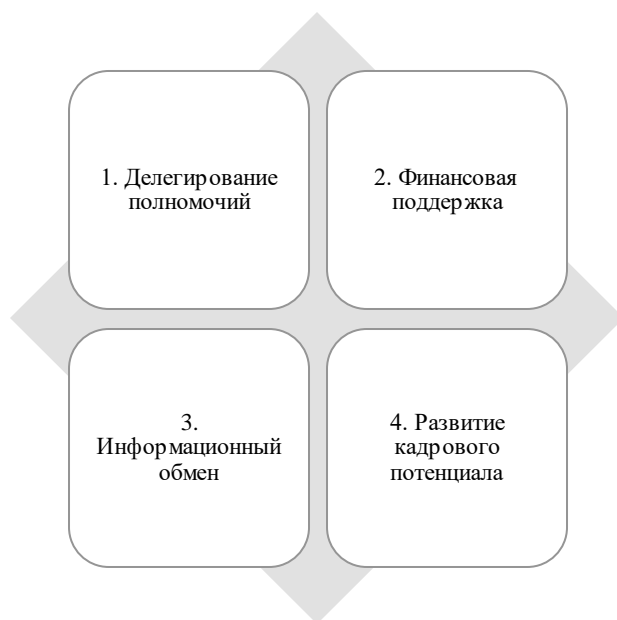 1. Делегирование
полномочий
2. Финансовая
поддержка
3.
Информационный
обмен
4. Развитие
кадрового
потенциала